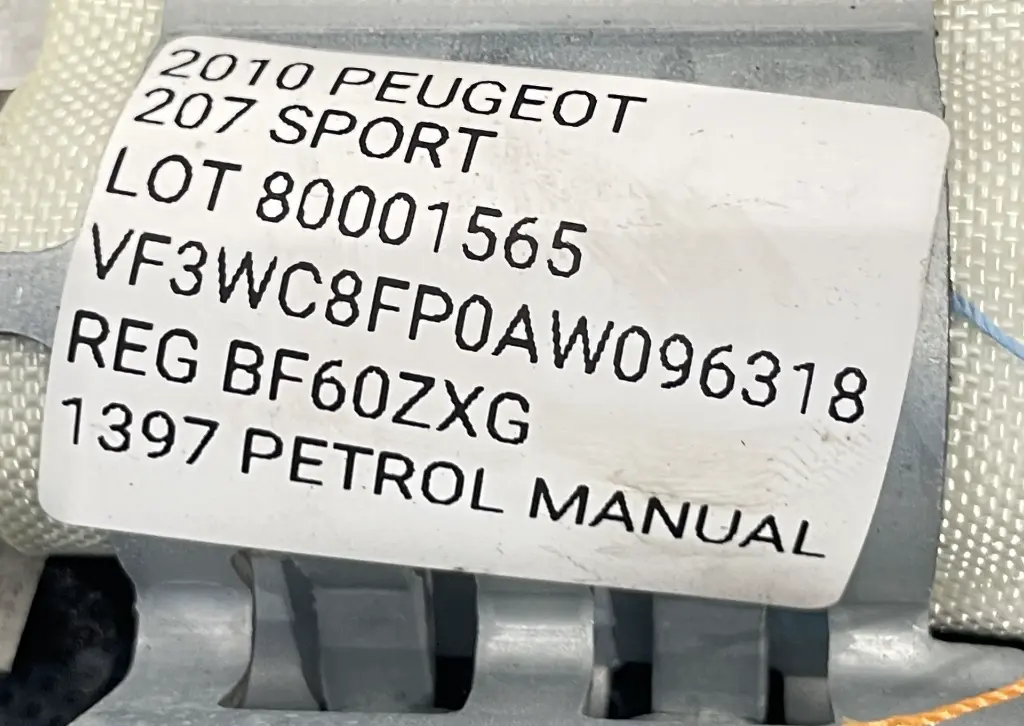 2010 PEUGEOT
207 SPORT
LOT 80001565
VF3WC8FP0AW096318
REG BF60ZXG
1397 PETROL MANUAL